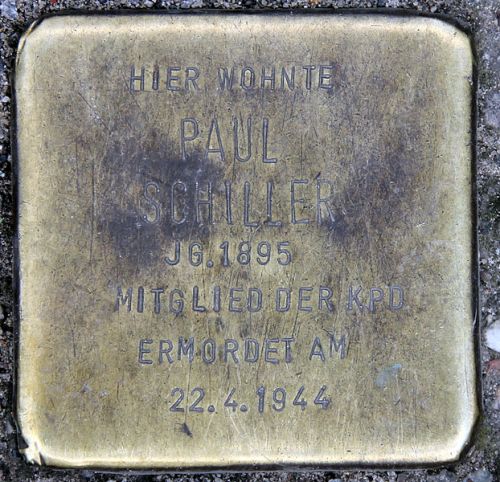 HIER WOHNTE
PAUL
SCHILLER
JG. 1895
MITGLIED DER KPD
ERMORDET AM
22.4.1944